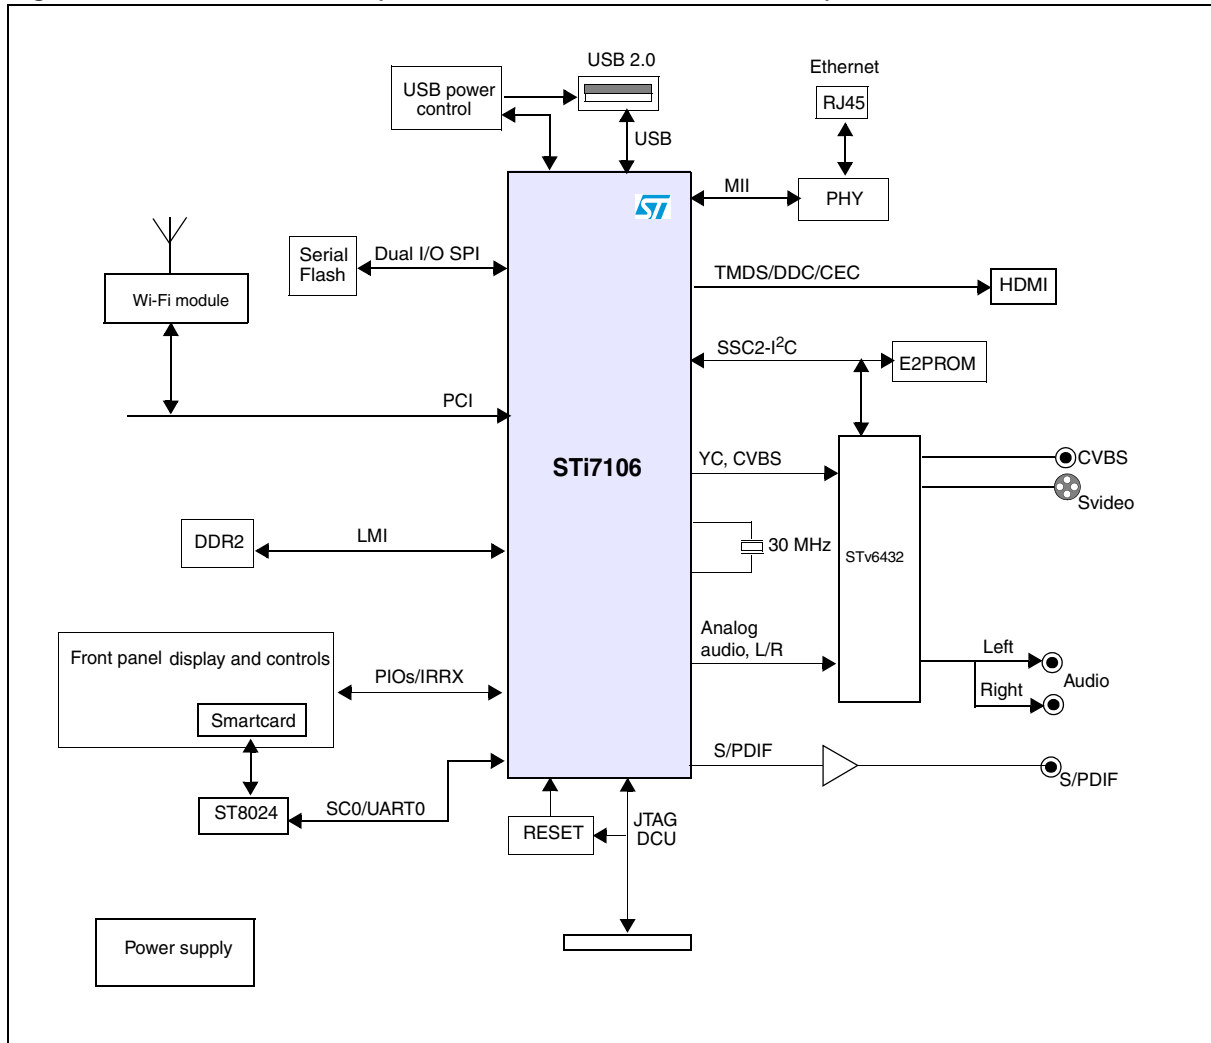 USB 2.0
USB power
control
Ethernet
RJ45
USB
MII
PHY
ST
Serial
Flash
Dual I/O SPI
TMDS/DDC/CEC
HDMI
Wi-Fi module
SSC2-I²C
E2PROM
PCI
STi7106
YC, CVBS
CVBS
Svideo
DDR2
LMI
30 MHz
STv6432
Analog
audio, L/R
Left
Right
Audio
Front panel display and controls
PIOs/IRRX
Smartcard
S/PDIF
S/PDIF
ST8024
SC0/UART0
RESET
JTAG
DCU
Power supply